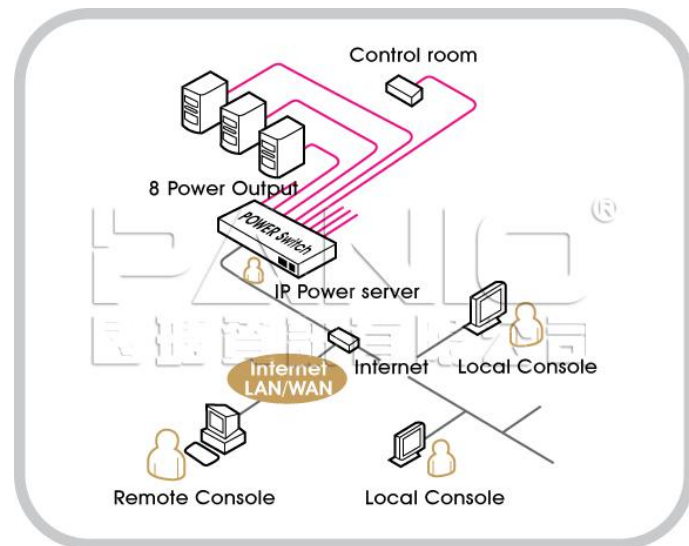 Control room
8 Power Output
POWER Switch
PANIO®
IP Power server
Internet
LAN/WAN
Internet
Local Console
Remote Console
Local Console